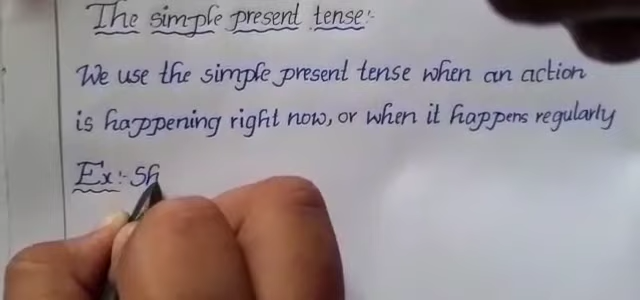 The simple present tense:-
We use the simple present tense when an action
is happening right now, or when it happens regularly
Ex:- Sh